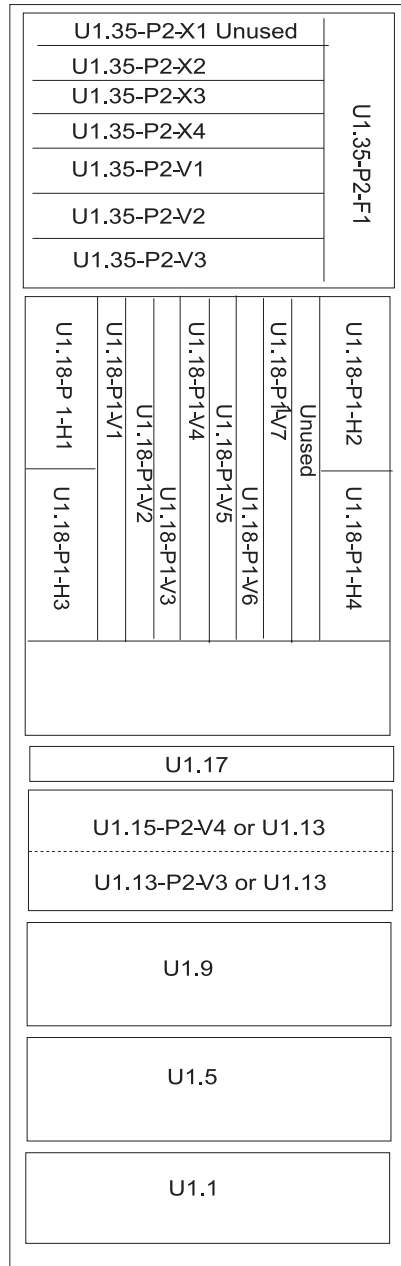 U1.35-P2-X1 Unused
U1.35-P2-X2
U1.35-P2-X3
U1.35-P2-X4
U1.35-P2-V1
U1.35-P2-V2
U1.35-P2-V3
U1.35-P2-F1
U1.18-P 1-H1
U1.18-P1-H3
U1.18-P1-V1
U1.18-P1-V2
U1.18-P1-V3
U1.18-P1-V4
U1.18-P1-V5
U1.18-P1-V6
U1.18-P1-V7
Unused
U1.18-P1-H2
U1.18-P1-H4
U1.17
U1.15-P2-V4 or U1.13
U1.13-P2-V3 or U1.13
U1.9
U1.5
U1.1